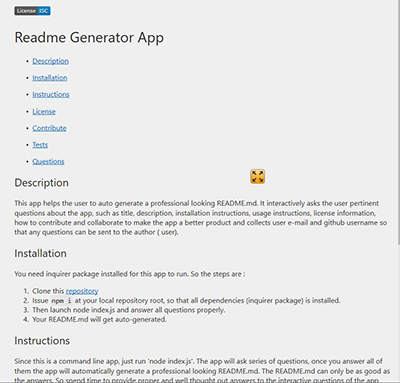 License ISC
Readme Generator App
• Description
• Installation
• Instructions
• License
• Contribute
• Tests
• Questions
Description
This app helps the user to auto generate a professional looking README.md. It interactively asks the user pertinent
questions about the app, such as title, description, installation instructions, usage instructions, license information,
how to contribute and collaborate to make the app a better product and collects user e-mail and github username so
that any questions can be sent to the author ( user).
Installation
You need inquirer package installed for this app to run. So the steps are :
1. Clone this repository
2. Issue npm i at your local repository root, so that all dependencies (inquirer package) is installed.
3. Then launch node index.js and answer all questions properly.
4. Your README.md will get auto-generated.
Instructions
Since this is a command line app, just run 'node index.js'. The app will ask series of questions, once you answer all of
them the app will automatically generate a professional looking README.md. The README.md can only be as good as
the answers. So spend time to provide proper and well thought out answers to the interactive questions of the app